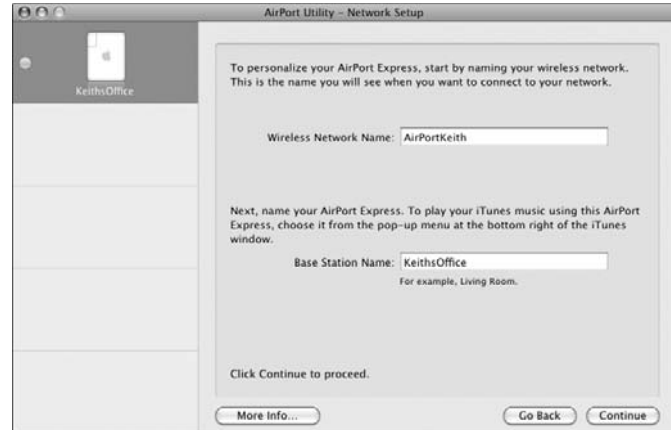 AirPort Utility – Network Setup
KeithsOffice
To personalize your AirPort Express, start by naming your wireless network.
This is the name you will see when you want to connect to your network.
Wireless Network Name: AirPortKeith
Next, name your AirPort Express. To play your iTunes music using this AirPort
Express, choose it from the pop-up menu at the bottom right of the iTunes
window.
Base Station Name: KeithsOffice
For example, Living Room.
Click Continue to proceed.
More Info... Go Back Continue